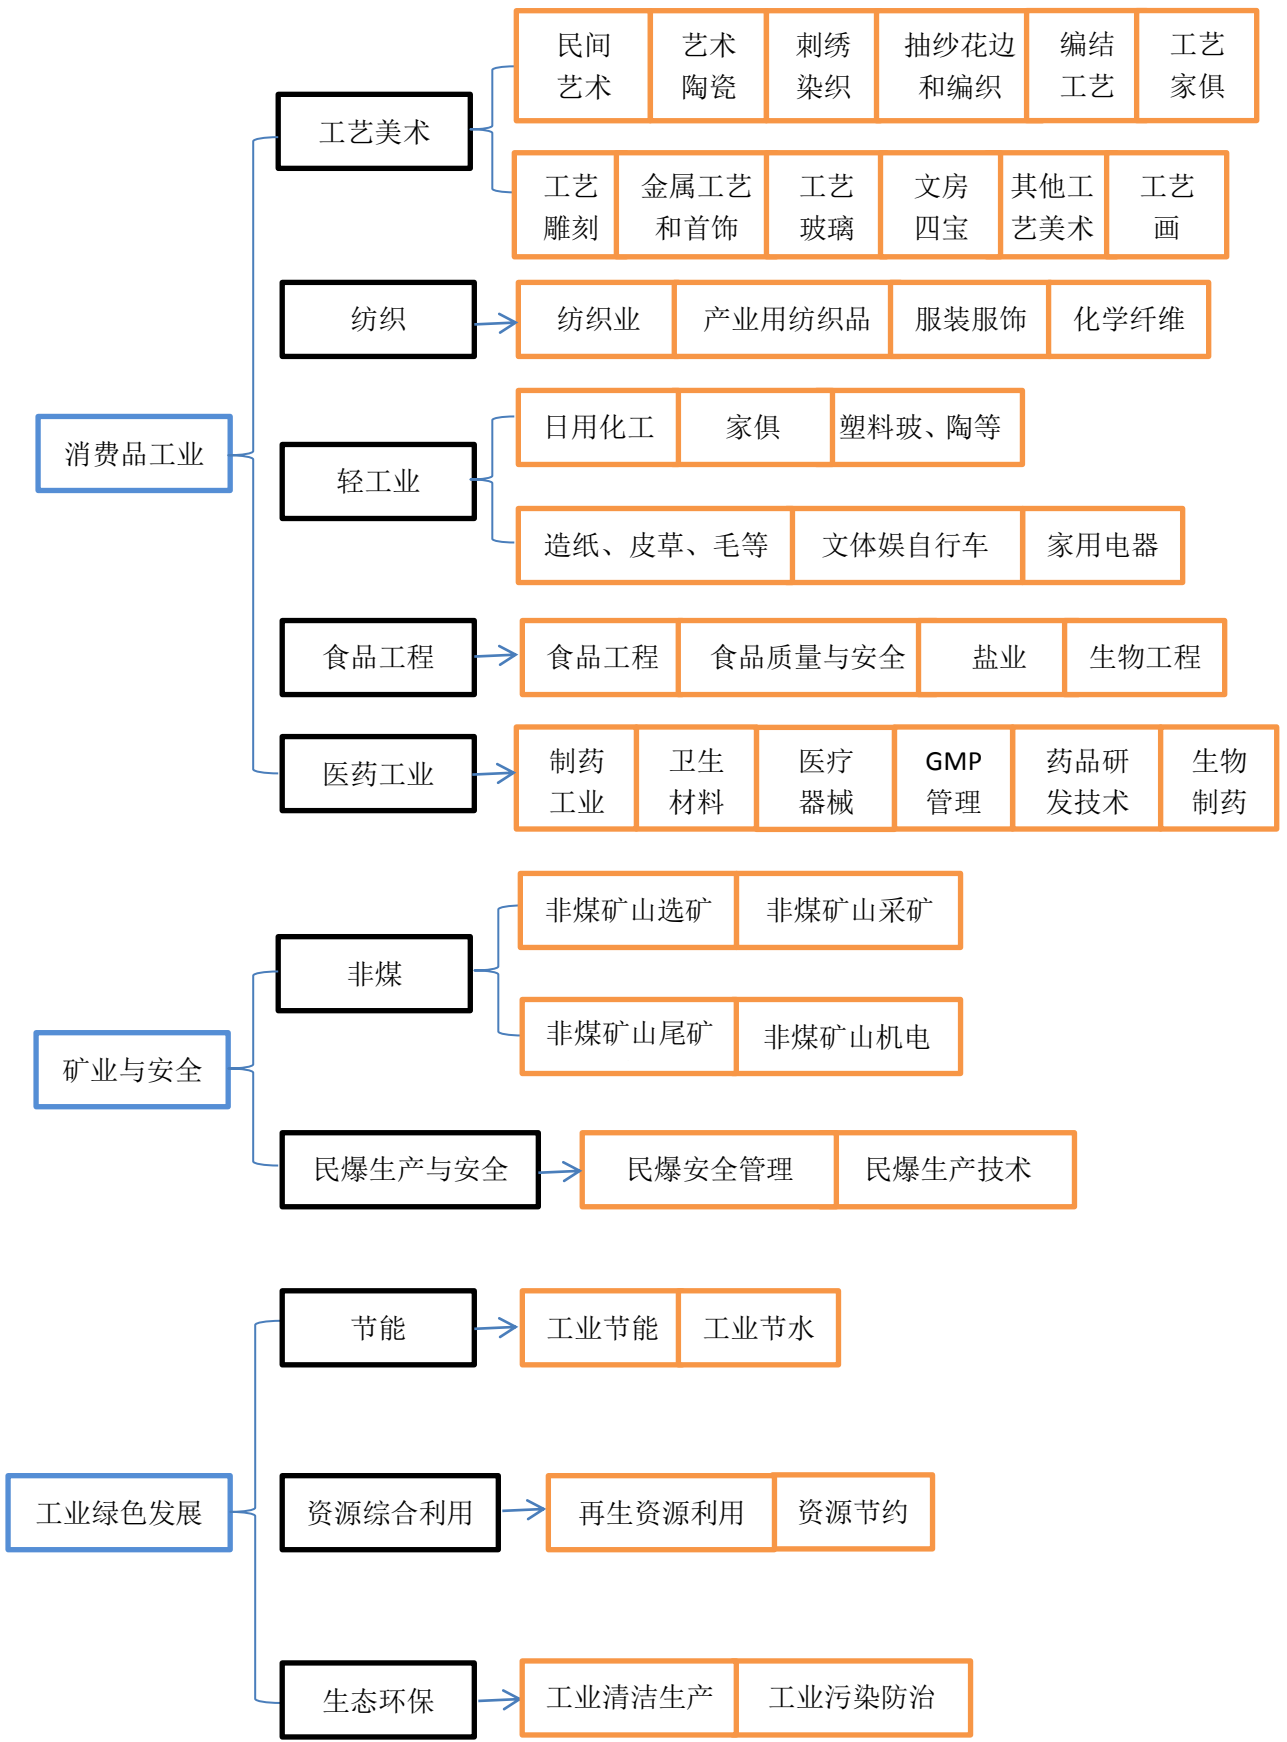 民间
艺术
艺术
陶瓷
刺绣
染织
抽纱花边
和编织
编结
工艺
工艺
家俱
工艺美术
工艺
雕刻
金属工艺
和首饰
工艺
玻璃
文房
四宝
其他工
艺美术
工艺
画
纺织
纺织业
产业用纺织品
服装服饰
化学纤维
消费品工业
轻工业
日用化工
家俱
塑料玻、陶等
造纸、皮草、毛等
文体娱自行车
家用电器
食品工程
食品工程
食品质量与安全
盐业
生物工程
医药工业
制药
工业
卫生
材料
医疗
器械
GMP
管理
药品研
发技术
生物
制药
矿业与安全
非煤
非煤矿山选矿
非煤矿山采矿
非煤矿山尾矿
非煤矿山机电
民爆生产与安全
民爆安全管理
民爆生产技术
工业绿色发展
节能
工业节能
工业节水
资源综合利用
再生资源利用
资源节约
生态环保
工业清洁生产
工业污染防治